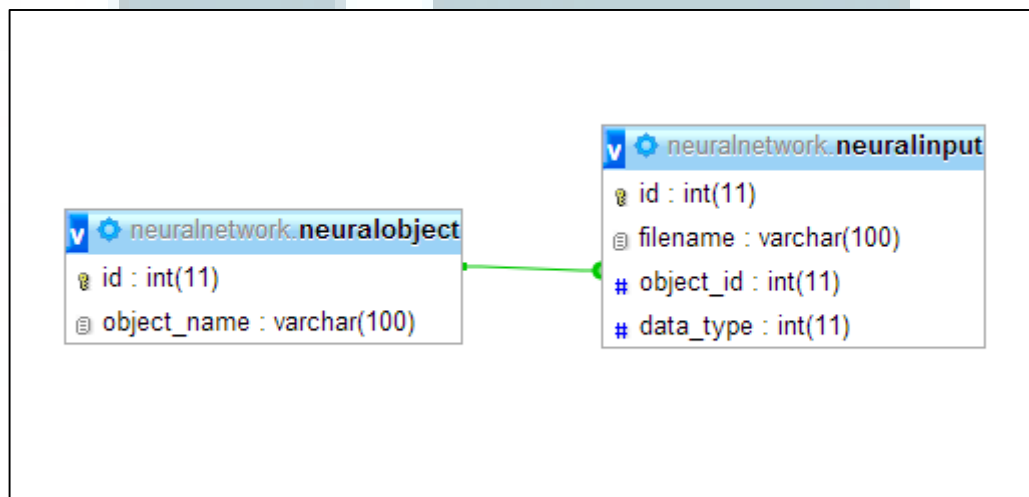 neuralnetwork.neuralobject
id : int(11)
object_name : varchar(100)
v neuralnetwork.neuralinput
id : int(11)
filename : varchar(100)
# object_id : int(11)
# data_type : int(11)